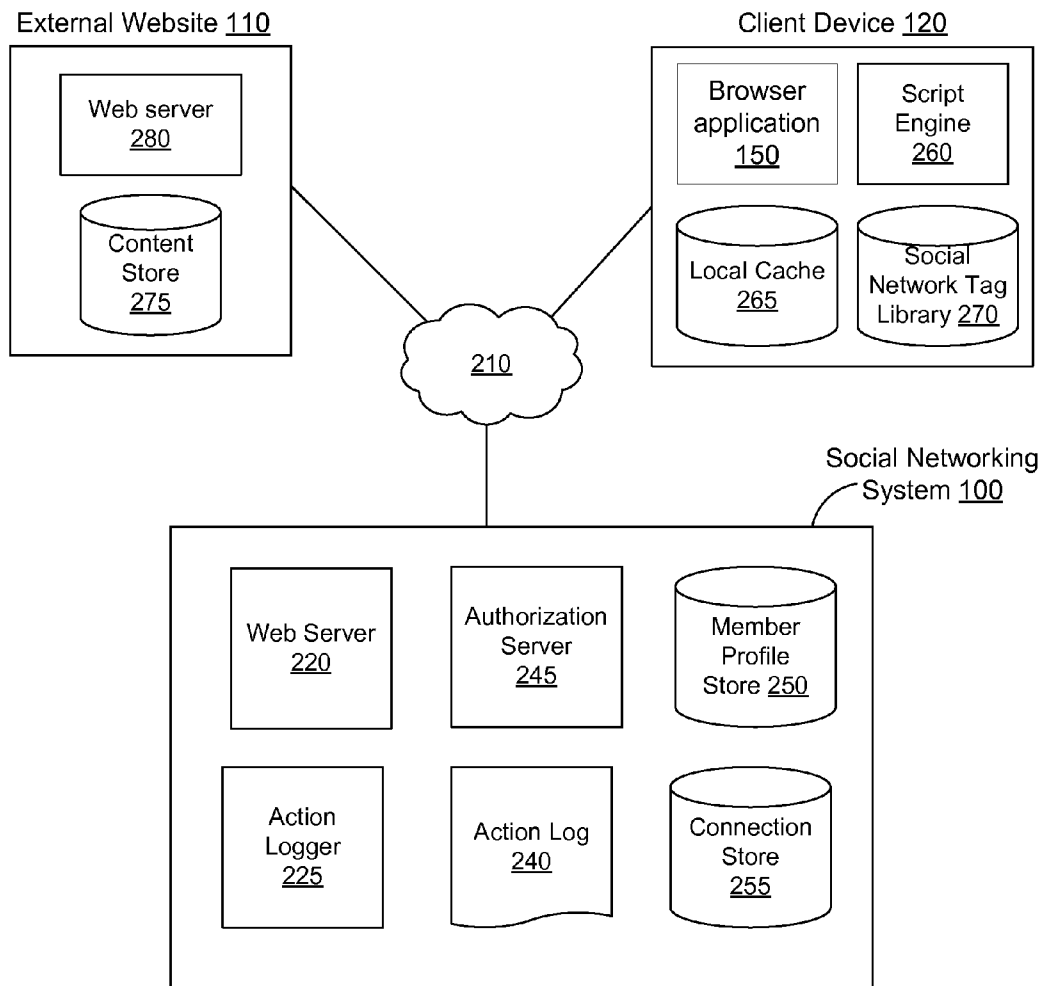 External Website 110
Web server
280
Content
Store
275
Client Device 120
Browser
application
150
Script
Engine
260
Local Cache
265
Social
Network Tag
Library 270
210
Social Networking
System 100
Web Server
220
Authorization
Server
245
Member
Profile
Store 250
Action
Logger
225
Action Log
240
Connection
Store
255